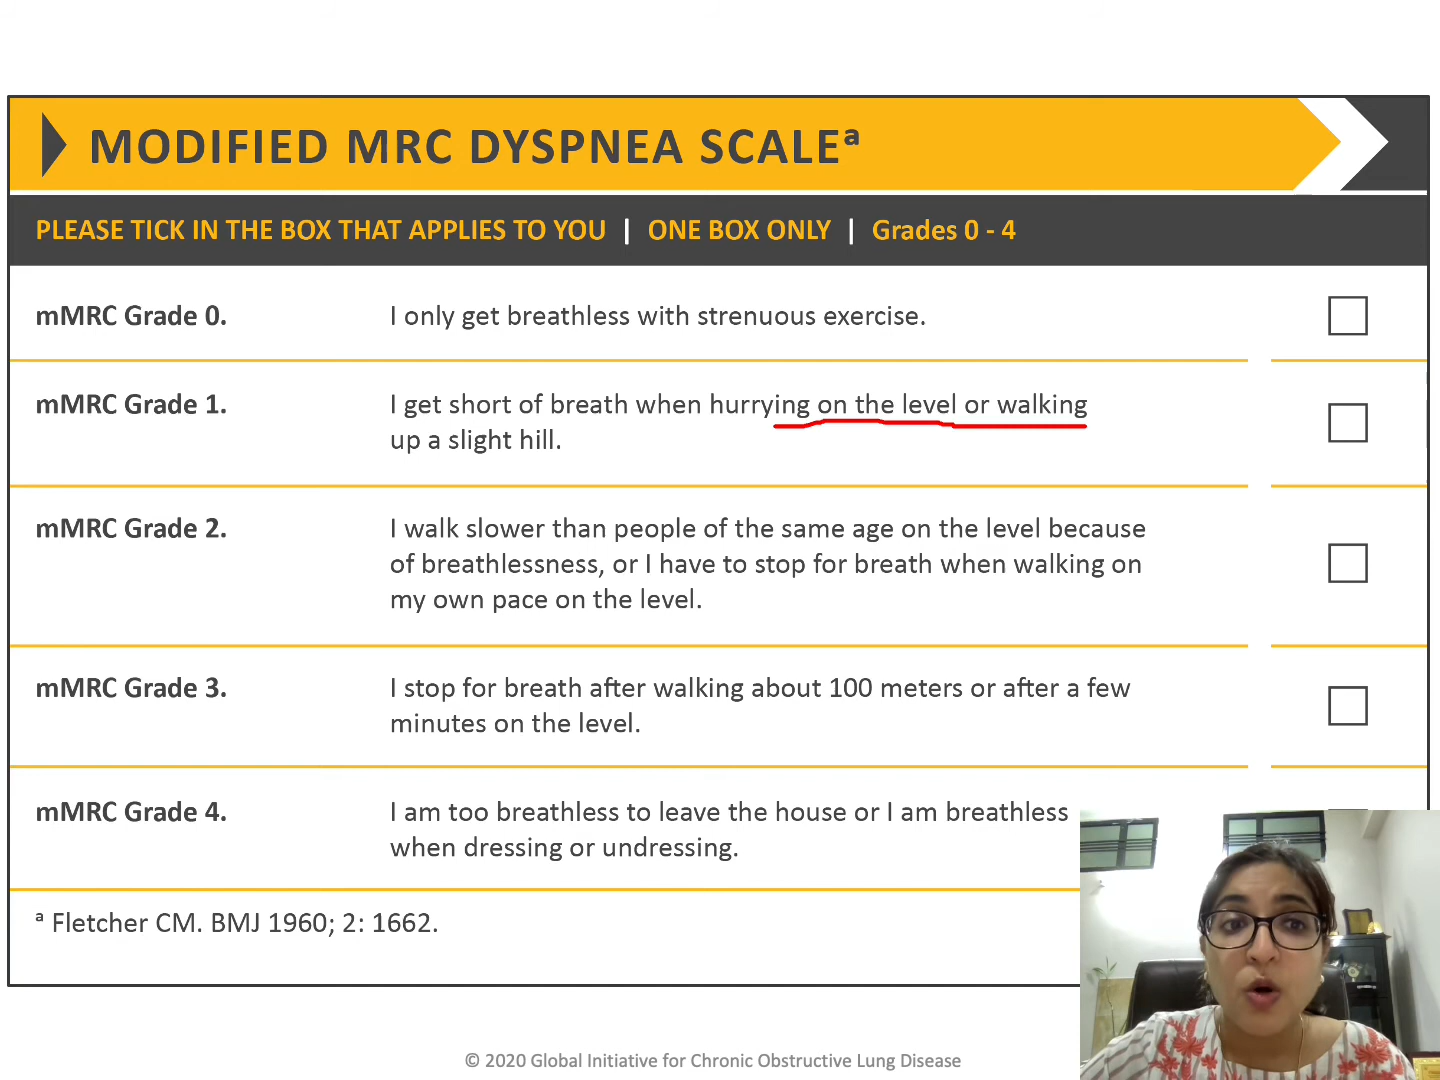 MODIFIED MRC DYSPNEA SCALEᵃ
PLEASE TICK IN THE BOX THAT APPLIES TO YOU | ONE BOX ONLY | Grades 0 - 4
mMRC Grade 0. I only get breathless with strenuous exercise.
mMRC Grade 1. I get short of breath when hurrying on the level or walking
up a slight hill.
mMRC Grade 2. I walk slower than people of the same age on the level because
of breathlessness, or I have to stop for breath when walking on
my own pace on the level.
mMRC Grade 3. I stop for breath after walking about 100 meters or after a few
minutes on the level.
mMRC Grade 4. I am too breathless to leave the house or I am breathless
when dressing or undressing.
ᵃ Fletcher CM. BMJ 1960; 2: 1662.
© 2020 Global Initiative for Chronic Obstructive Lung Disease